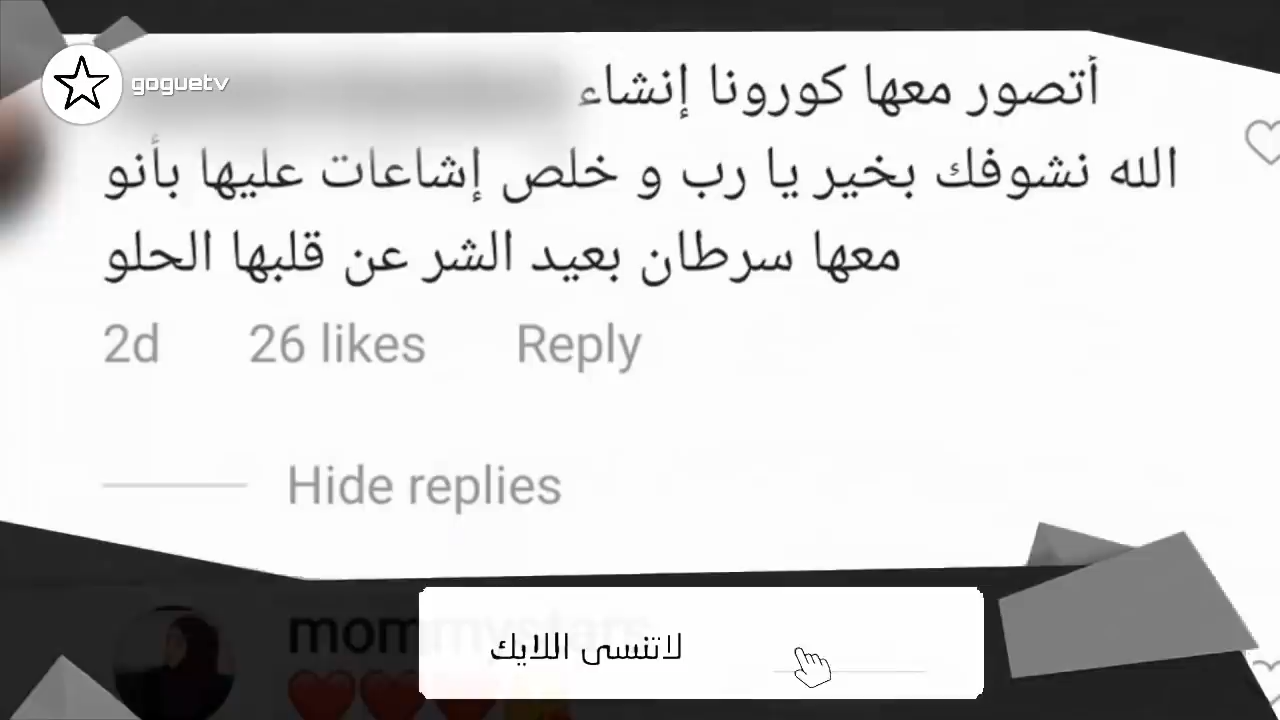 goguetv
أتصور معها كورونا إنشاء
الله نشوفك بخير يا رب و خلص إشاعات عليها بأنو
معها سرطان بعيد الشر عن قلبها الحلو
2d 26 likes Reply
Hide replies
mommystars
لاتنسى اللايك